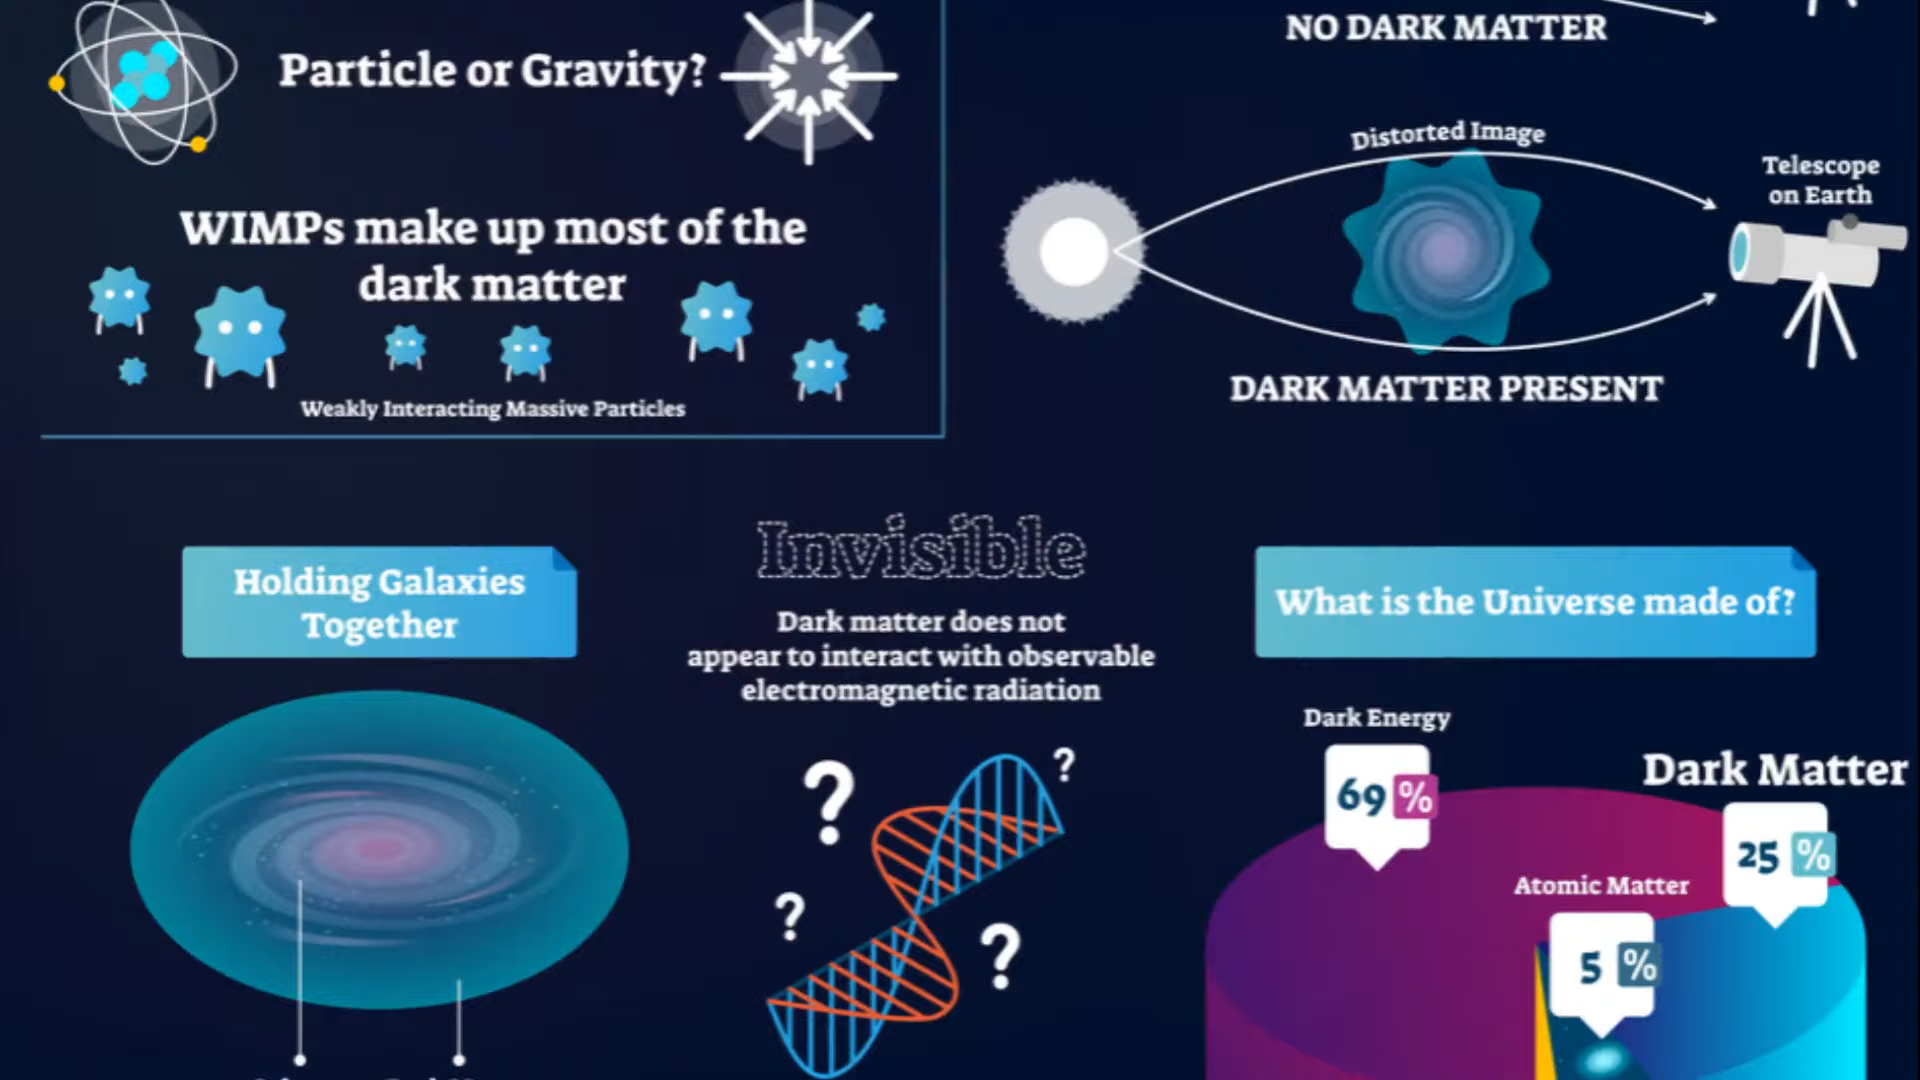 Particle or Gravity?
WIMPs make up most of the
dark matter
Weakly Interacting Massive Particles
NO DARK MATTER
Distorted Image
Telescope
on Earth
DARK MATTER PRESENT
Holding Galaxies
Together
Invisible
Dark matter does not
appear to interact with observable
electromagnetic radiation
? ? ? ?
What is the Universe made of?
Dark Energy
69 %
Dark Matter
25 %
Atomic Matter
5 %